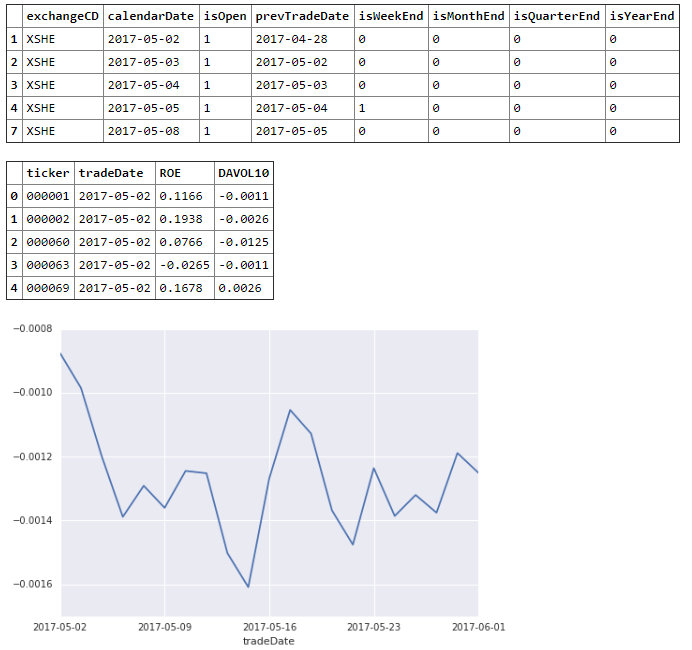 exchangeCD calendarDate isOpen prevTradeDate isWeekEnd isMonthEnd isQuarterEnd isYearEnd
1 XSHE 2017-05-02 1 2017-04-28 0 0 0 0
2 XSHE 2017-05-03 1 2017-05-02 0 0 0 0
3 XSHE 2017-05-04 1 2017-05-03 0 0 0 0
4 XSHE 2017-05-05 1 2017-05-04 1 0 0 0
7 XSHE 2017-05-08 1 2017-05-05 0 0 0 0
ticker tradeDate ROE DAVOL10
0 000001 2017-05-02 0.1166 -0.0011
1 000002 2017-05-02 0.1938 -0.0026
2 000060 2017-05-02 0.0766 -0.0125
3 000063 2017-05-02 -0.0265 -0.0011
4 000069 2017-05-02 0.1678 0.0026
−0.0008
−0.0010
−0.0012
−0.0014
−0.0016
2017-05-02 2017-05-09 2017-05-16 2017-05-23 2017-06-01
tradeDate